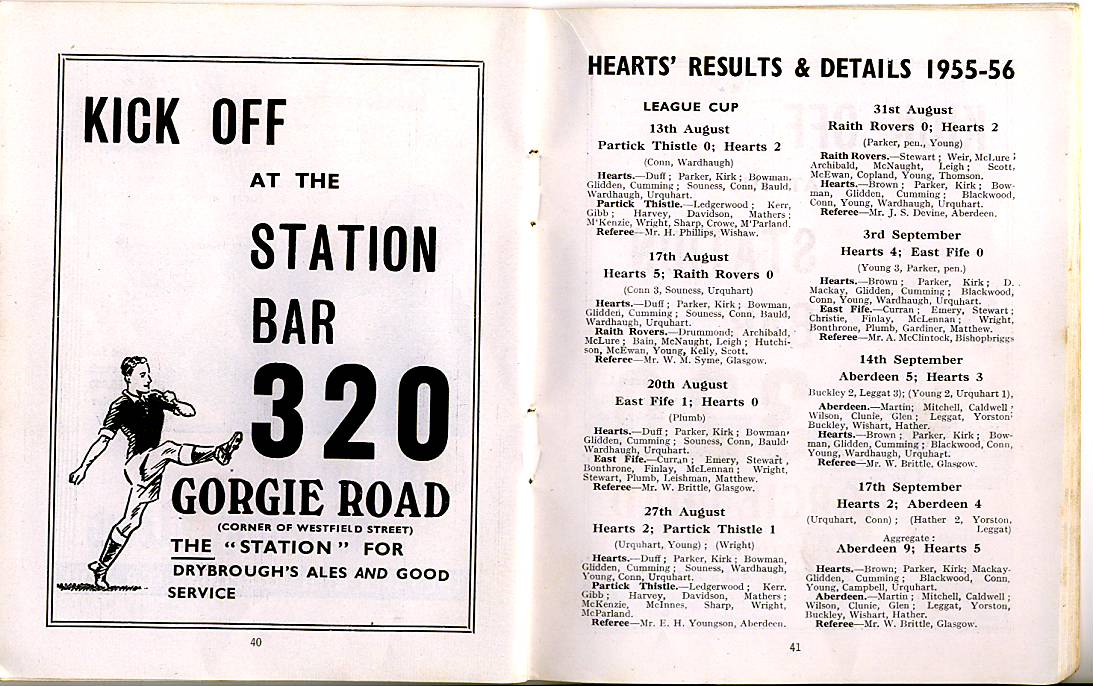 KICK OFF
AT THE
STATION
BAR
320
GORGIE ROAD
(CORNER OF WESTFIELD STREET)
THE "STATION" FOR
DRYBROUGH'S ALES AND GOOD
SERVICE
40
HEARTS' RESULTS & DETAILS 1955-56
LEAGUE CUP
13th August
Partick Thistle 0; Hearts 2
(Conn, Wardhaugh)
Hearts.—Duff; Parker, Kirk; Bowman,
Glidden, Cumming; Souness, Conn, Bauld,
Wardhaugh, Urquhart.
Partick Thistle.—Ledgerwood; Kerr,
Gibb; Harvey, Davidson, Mathers;
M'Kenzie, Wright, Sharp, Crowe, M'Parland.
Referee—Mr. H. Phillips, Wishaw.
17th August
Hearts 5; Raith Rovers 0
(Conn 3, Souness, Urquhart)
Hearts.—Duff; Parker, Kirk; Bowman,
Glidden, Cumming; Souness, Conn, Bauld,
Wardhaugh, Urquhart.
Raith Rovers.—Drummond; Archibald,
McLure; Bain, McNaught, Leigh; Hutchi-
son, McEwan, Young, Kelly, Scott.
Referee—Mr. W. M. Syme, Glasgow.
20th August
East Fife 1; Hearts 0
(Plumb)
Hearts.—Duff; Parker, Kirk; Bowman,
Glidden, Cumming; Souness, Conn, Bauld,
Wardhaugh, Urquhart.
East Fife.—Curran; Emery, Stewart,
Bonthrone, Finlay, McLennan; Wright,
Stewart, Plumb, Leishman, Matthew.
Referee—Mr. W. Brittle, Glasgow.
27th August
Hearts 2; Partick Thistle 1
(Urquhart, Young); (Wright)
Hearts.—Duff; Parker, Kirk; Bowman,
Glidden, Cumming; Souness, Wardhaugh,
Young, Conn, Urquhart.
Partick Thistle.—Ledgerwood; Kerr,
Gibb; Harvey, Davidson, Mathers;
McKenzie, McInnes, Sharp, Wright,
McParland.
Referee—Mr. E. H. Youngson, Aberdeen.
31st August
Raith Rovers 0; Hearts 2
(Parker, pen., Young)
Raith Rovers.—Stewart; Weir, McLure;
Archibald, McNaught, Leigh; Scott,
McEwan, Copland, Young, Thomson.
Hearts.—Brown; Parker, Kirk; Bow-
man, Glidden, Cumming; Blackwood,
Conn, Young, Wardhaugh, Urquhart.
Referee—Mr. J. S. Devine, Aberdeen.
3rd September
Hearts 4; East Fife 0
(Young 3, Parker, pen.)
Hearts.—Brown; Parker, Kirk; D.
Mackay, Glidden, Cumming; Blackwood,
Conn, Young, Wardhaugh, Urquhart.
East Fife.—Curran; Emery, Stewart;
Christie, Finlay, McLennan; Wright,
Bonthrone, Plumb, Gardiner, Matthew.
Referee—Mr. A. McClintock, Bishopbriggs
14th September
Aberdeen 5; Hearts 3
Buckley 2, Leggat 3); (Young 2, Urquhart 1),
Aberdeen.—Martin; Mitchell, Caldwell;
Wilson, Clunie, Glen; Leggat, Yorston;
Buckley, Wishart, Hather.
Hearts.—Brown; Parker, Kirk; Bow-
man, Glidden, Cumming; Blackwood, Conn,
Young, Wardhaugh, Urquhart.
Referee—Mr. W. Brittle, Glasgow.
17th September
Hearts 2; Aberdeen 4
(Urquhart, Conn); (Hather 2, Yorston,
Leggat)
Aggregate:
Aberdeen 9; Hearts 5
Hearts.—Brown; Parker, Kirk; Mackay-
Glidden, Cumming; Blackwood, Conn,
Young, Campbell, Urquhart.
Aberdeen.—Martin; Mitchell, Caldwell;
Wilson, Clunie, Glen; Leggat, Yorston,
Buckley, Wishart, Hather.
Referee—Mr. W. Brittle, Glasgow.
41